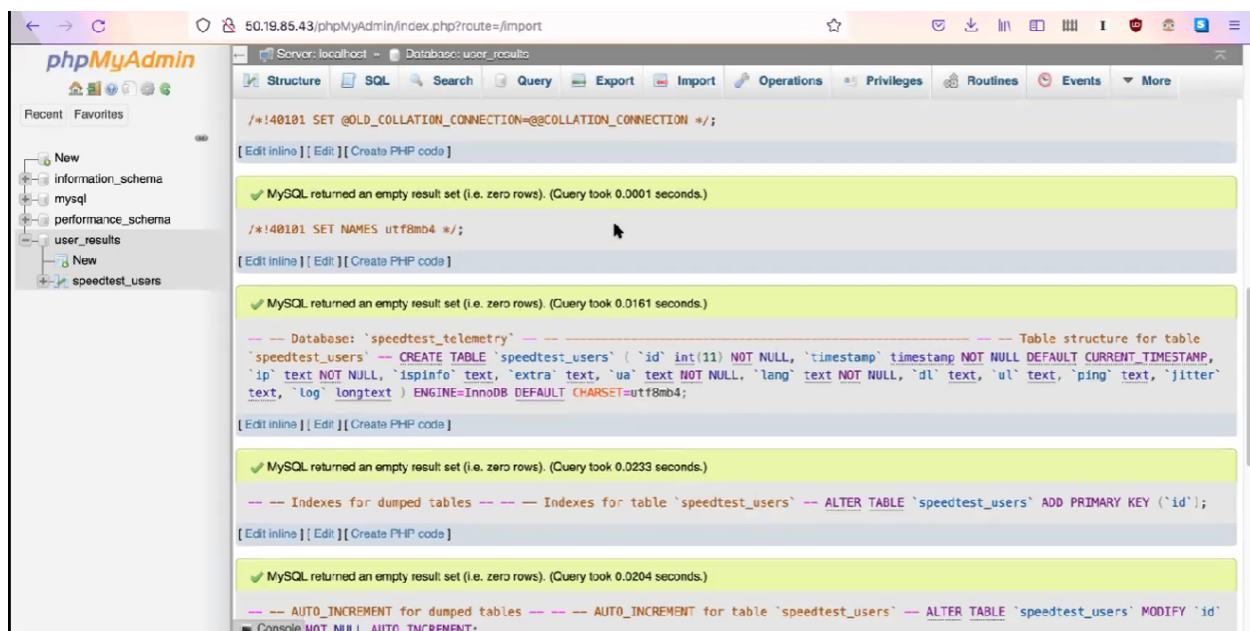 50.19.85.43/phpMyAdmin/index.php?route=/import
phpMyAdmin
Recent Favorites
New
information_schema
mysql
performance_schema
user_results
New
speedtest_users
Server: localhost » Database: user_results
Structure SQL Search Query Export Import Operations Privileges Routines Events More
/*!40101 SET @OLD_COLLATION_CONNECTION=@@COLLATION_CONNECTION */;
[ Edit inline ] [ Edit ] [ Create PHP code ]
MySQL returned an empty result set (i.e. zero rows). (Query took 0.0001 seconds.)
/*!40101 SET NAMES utf8mb4 */;
[ Edit inline ] [ Edit ] [ Create PHP code ]
MySQL returned an empty result set (i.e. zero rows). (Query took 0.0161 seconds.)
-- -- Database: `speedtest_telemetry` -- -- -------------------------------------------------------- -- -- Table structure for table
`speedtest_users` -- CREATE TABLE `speedtest_users` ( `id` int(11) NOT NULL, `timestamp` timestamp NOT NULL DEFAULT CURRENT_TIMESTAMP,
`ip` text NOT NULL, `ispinfo` text, `extra` text, `ua` text NOT NULL, `lang` text NOT NULL, `dl` text, `ul` text, `ping` text, `jitter`
text, `log` longtext ) ENGINE=InnoDB DEFAULT CHARSET=utf8mb4;
[ Edit inline ] [ Edit ] [ Create PHP code ]
MySQL returned an empty result set (i.e. zero rows). (Query took 0.0233 seconds.)
-- -- Indexes for dumped tables -- -- -- Indexes for table `speedtest_users` -- ALTER TABLE `speedtest_users` ADD PRIMARY KEY (`id`);
[ Edit inline ] [ Edit ] [ Create PHP code ]
MySQL returned an empty result set (i.e. zero rows). (Query took 0.0204 seconds.)
-- -- AUTO_INCREMENT for dumped tables -- -- -- AUTO_INCREMENT for table `speedtest_users` -- ALTER TABLE `speedtest_users` MODIFY `id`
Console NOT NULL AUTO_INCREMENT;